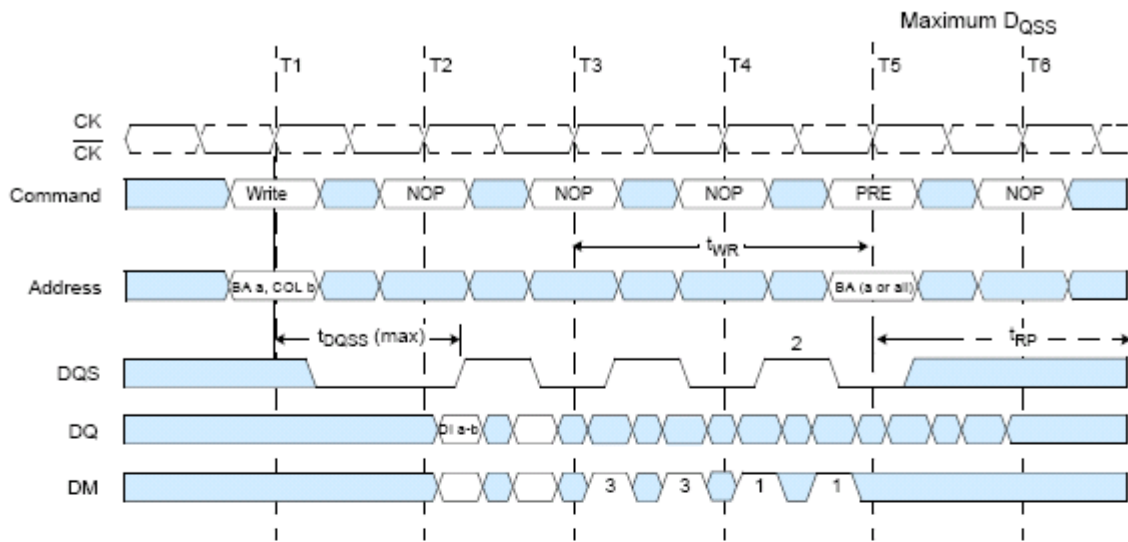 Maximum DQSS
T1 T2 T3 T4 T5 T6
CK
CK
Command Write NOP NOP NOP PRE NOP
tWR
Address BA a, COL b BA (a or all)
tDQSS (max) tRP
2
DQS
DQ DI a-b
DM 3 3 1 1